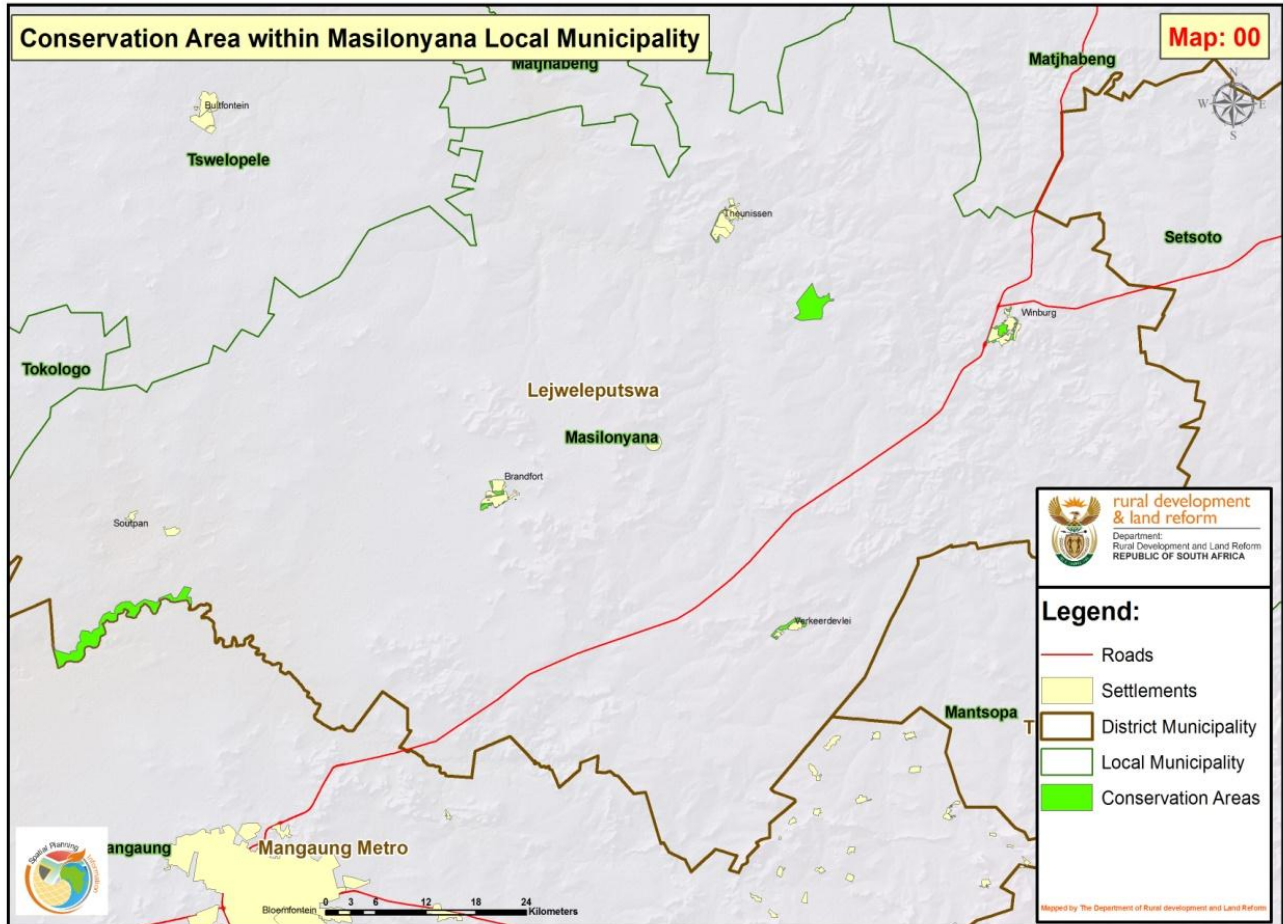 Conservation Area within Masilonyana Local Municipality
Map: 00
Matjhabeng
Matjhabeng
N
W E
S
Bultfontein
Tswelopele
Theunissen
Setsoto
Winburg
Tokologo
Lejweleputswa
Masilonyana
Brandfort
Soutpan
Verkeerdevlei
Mantsopa
T
angaung
Mangaung Metro
Bloemfontein
0 3 6 12 18 24
Kilometers
Spatial Planning Information
rural development
& land reform
Department:
Rural Development and Land Reform
REPUBLIC OF SOUTH AFRICA
Legend:
Roads
Settlements
District Municipality
Local Municipality
Conservation Areas
Mapped by The Department of Rural development and Land Reform